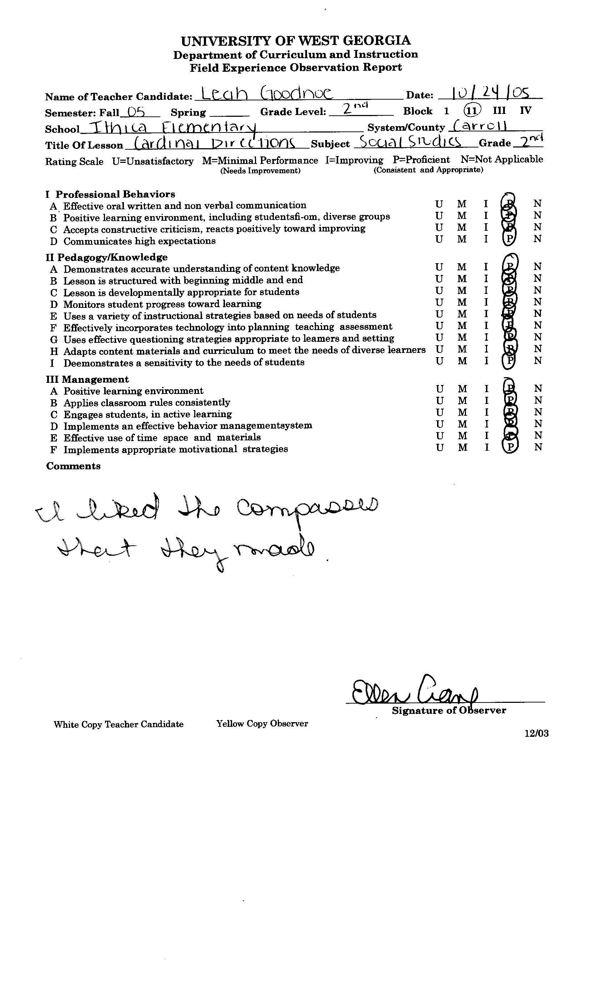 UNIVERSITY OF WEST GEORGIA
Department of Curriculum and Instruction
Field Experience Observation Report
Name of Teacher Candidate: Leah Goodnoe Date: 10/24/05
Semester: Fall 05 Spring Grade Level: 2nd Block 1 11 III IV
School Ithica Elementary System/County Carroll
Title Of Lesson Cardinal Directions Subject Social Studies Grade 2nd
Rating Scale U=Unsatisfactory M=Minimal Performance I=Improving P=Proficient N=Not Applicable
(Needs Improvement) (Consistent and Appropriate)
I Professional Behaviors
A Effective oral written and non verbal communication U M I P N
B Positive learning environment, including studentsfi-om, diverse groups U M I P N
C Accepts constructive criticism, reacts positively toward improving U M I P N
D Communicates high expectations U M I P N
II Pedagogy/Knowledge
A Demonstrates accurate understanding of content knowledge U M I P N
B Lesson is structured with beginning middle and end U M I P N
C Lesson is developmentally appropriate for students U M I P N
D Monitors student progress toward learning U M I P N
E Uses a variety of instructional strategies based on needs of students U M I P N
F Effectively incorporates technology into planning teaching assessment U M I P N
G Uses effective questioning strategies appropriate to leamers and setting U M I P N
H Adapts content materials and curriculum to meet the needs of diverse learners U M I P N
I Deemonstrates a sensitivity to the needs of students U M I P N
III Management
A Positive learning environment U M I P N
B Applies classroom rules consistently U M I P N
C Engages students, in active learning U M I P N
D Implements an effective behavior managementsystem U M I P N
E Effective use of time space and materials U M I P N
F Implements appropriate motivational strategies U M I P N
Comments
I liked the compasses
that they made.
Ellen
Signature of Observer
White Copy Teacher Candidate Yellow Copy Observer
12/03